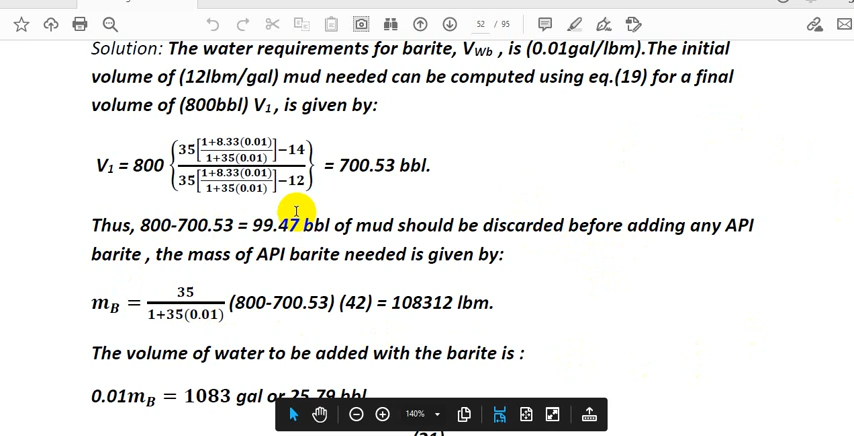 52 / 95
Solution: The water requirements for barite, VWb , is (0.01gal/lbm).The initial
volume of (12lbm/gal) mud needed can be computed using eq.(19) for a final
volume of (800bbl) V1 , is given by:
V1 = 800 { (35[(1+8.33(0.01))/(1+35(0.01))]−14) / (35[(1+8.33(0.01))/(1+35(0.01))]−12) } = 700.53 bbl.
Thus, 800-700.53 = 99.47 bbl of mud should be discarded before adding any API
barite , the mass of API barite needed is given by:
mB = 35/(1+35(0.01)) (800-700.53) (42) = 108312 lbm.
The volume of water to be added with the barite is :
0.01mB = 1083 gal or 25.79 bbl
140%